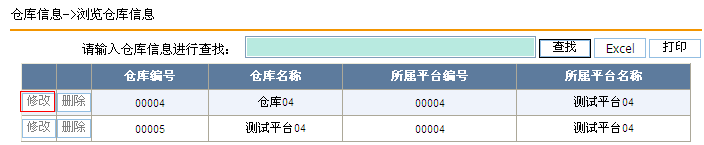 仓库信息->浏览仓库信息
请输入仓库信息进行查找： 查找 Excel 打印
仓库编号 仓库名称 所属平台编号 所属平台名称
修改 删除 00004 仓库04 00004 测试平台04
修改 删除 00005 测试平台04 00004 测试平台04